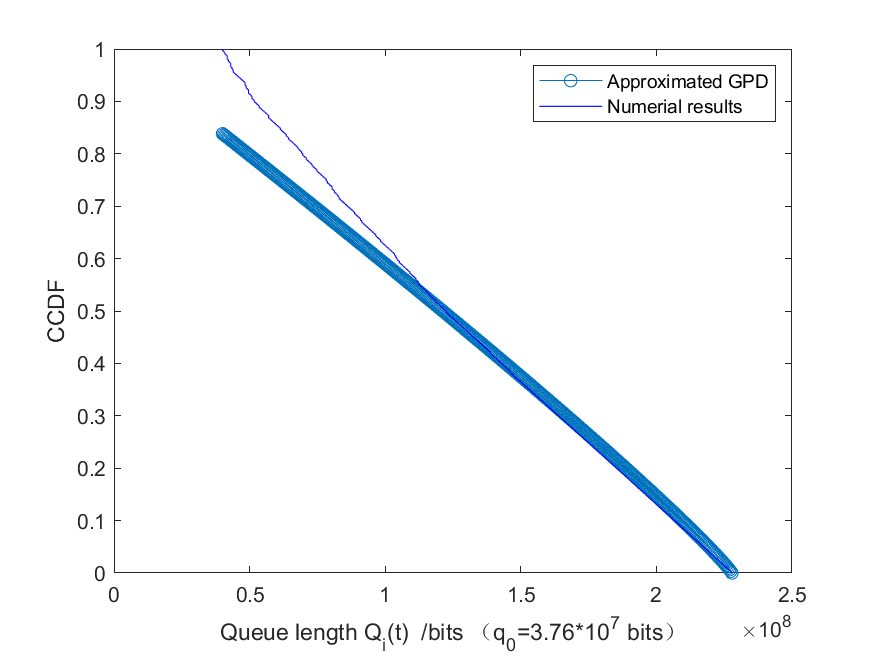 Approximated GPD
Numerial results
1
0.9
0.8
0.7
0.6
0.5
0.4
0.3
0.2
0.1
0
CCDF
0 0.5 1 1.5 2 2.5
×10^8
Queue length Q_i(t) /bits （q_0=3.76*10^7 bits）